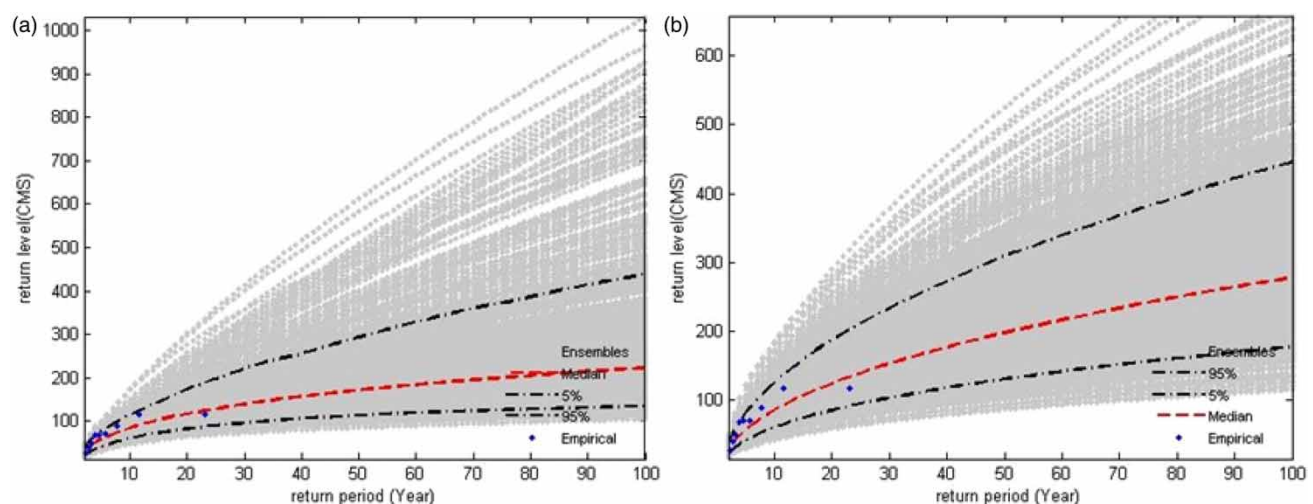 (a)
1000
900
800
700
600
500
400
300
200
100
return level(CMS)
10 20 30 40 50 60 70 80 90 100
return period (Year)
Ensembles
Median
5%
95%
Empirical
(b)
600
500
400
300
200
100
return level(CMS)
10 20 30 40 50 60 70 80 90 100
return period (Year)
Ensembles
95%
5%
Median
Empirical